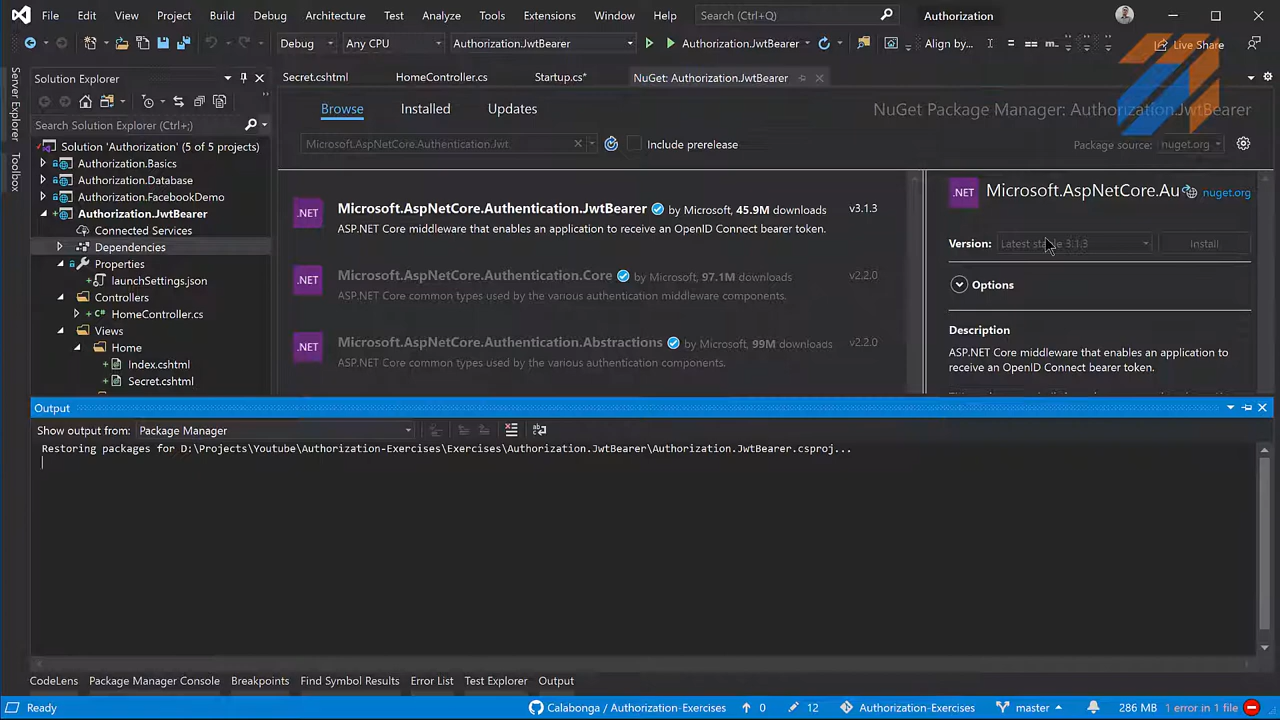 File Edit View Project Build Debug Architecture Test Analyze Tools Extensions Window Help Search (Ctrl+Q) Authorization
Debug Any CPU Authorization.JwtBearer Authorization.JwtBearer Align by... Live Share
Server Explorer
Toolbox
Solution Explorer
Search Solution Explorer (Ctrl+;)
Solution 'Authorization' (5 of 5 projects)
Authorization.Basics
Authorization.Database
Authorization.FacebookDemo
Authorization.JwtBearer
Connected Services
Dependencies
Properties
launchSettings.json
Controllers
C# HomeController.cs
Views
Home
Index.cshtml
Secret.cshtml
Secret.cshtml HomeController.cs Startup.cs* NuGet: Authorization.JwtBearer
Browse Installed Updates
NuGet Package Manager: Authorization.JwtBearer
Microsoft.AspNetCore.Authentication.Jwt Include prerelease
Package source: nuget.org
.NET Microsoft.AspNetCore.Authentication.JwtBearer by Microsoft, 45.9M downloads v3.1.3
ASP.NET Core middleware that enables an application to receive an OpenID Connect bearer token.
.NET Microsoft.AspNetCore.Authentication.Core by Microsoft, 97.1M downloads v2.2.0
ASP.NET Core common types used by the various authentication middleware components.
.NET Microsoft.AspNetCore.Authentication.Abstractions by Microsoft, 99M downloads v2.2.0
ASP.NET Core common types used by the various authentication components.
.NET Microsoft.AspNetCore.Au nuget.org
Version: Latest stable 3.1.3 Install
Options
Description
ASP.NET Core middleware that enables an application to
receive an OpenID Connect bearer token.
Output
Show output from: Package Manager
Restoring packages for D:\Projects\Youtube\Authorization-Exercises\Exercises\Authorization.JwtBearer\Authorization.JwtBearer.csproj...
CodeLens Package Manager Console Breakpoints Find Symbol Results Error List Test Explorer Output
Ready Calabonga / Authorization-Exercises 0 12 Authorization-Exercises master 286 MB 1 error in 1 file